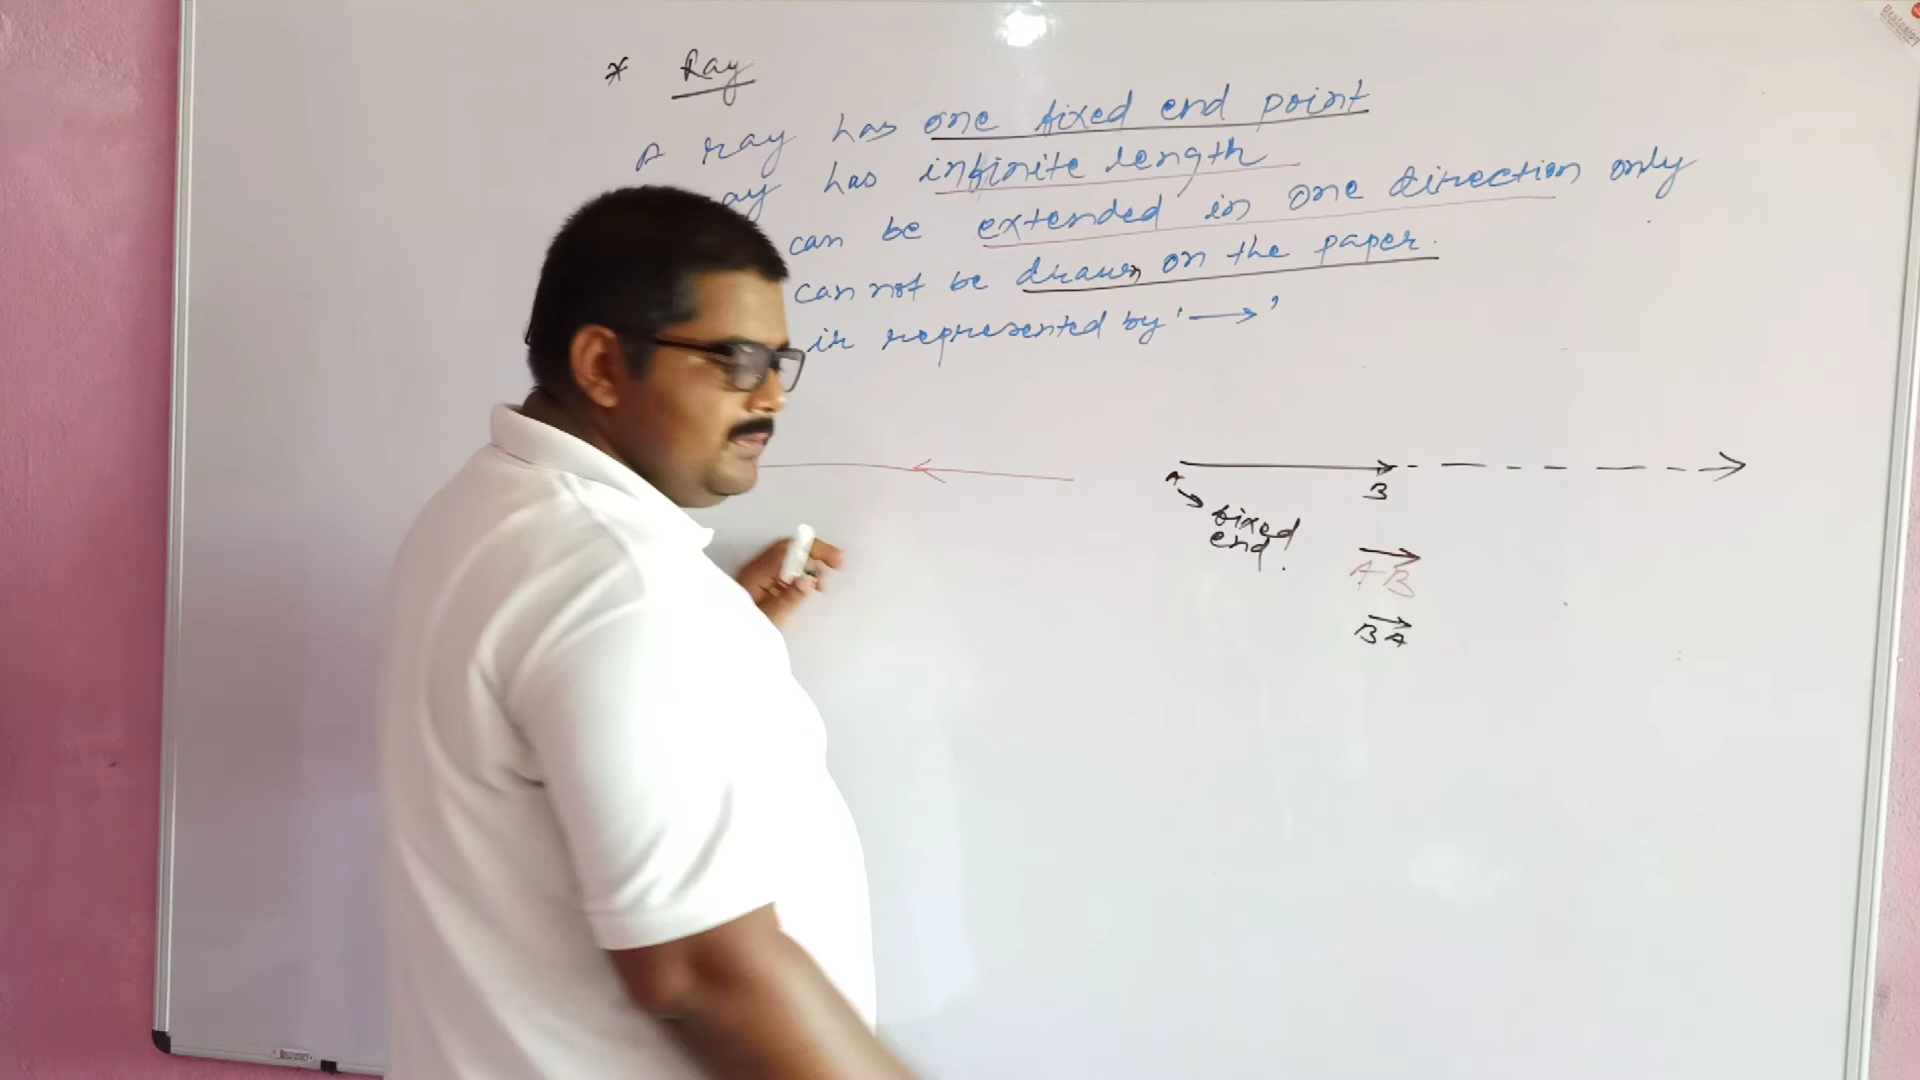 * Ray
A ray has one fixed end point
ay has infinite length
can be extended in one direction only
can not be drawn on the paper.
is represented by '⟶'
A B
fixed
end.
AB
BA